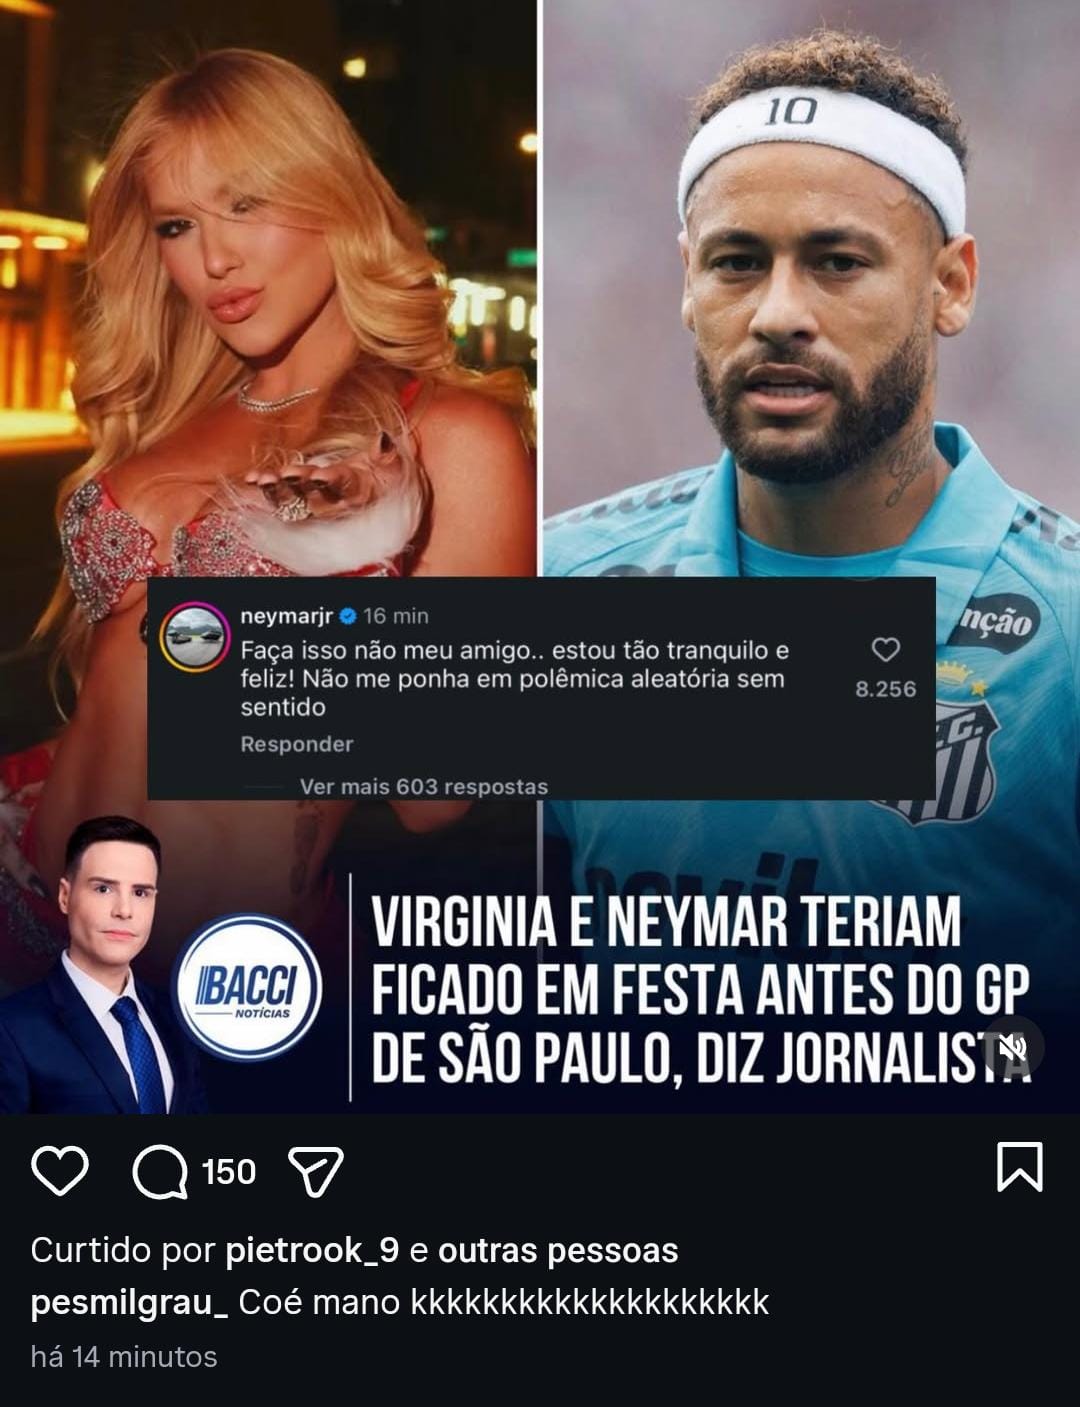 10
nção
neymarjr 16 min
Faça isso não meu amigo.. estou tão tranquilo e
feliz! Não me ponha em polêmica aleatória sem
sentido
8.256
Responder
Ver mais 603 respostas
BACCI
NOTÍCIAS
VIRGINIA E NEYMAR TERIAM
FICADO EM FESTA ANTES DO GP
DE SÃO PAULO, DIZ JORNALISTA
150
Curtido por pietrook_9 e outras pessoas
pesmilgrau_ Coé mano kkkkkkkkkkkkkkkkkkkk
há 14 minutos